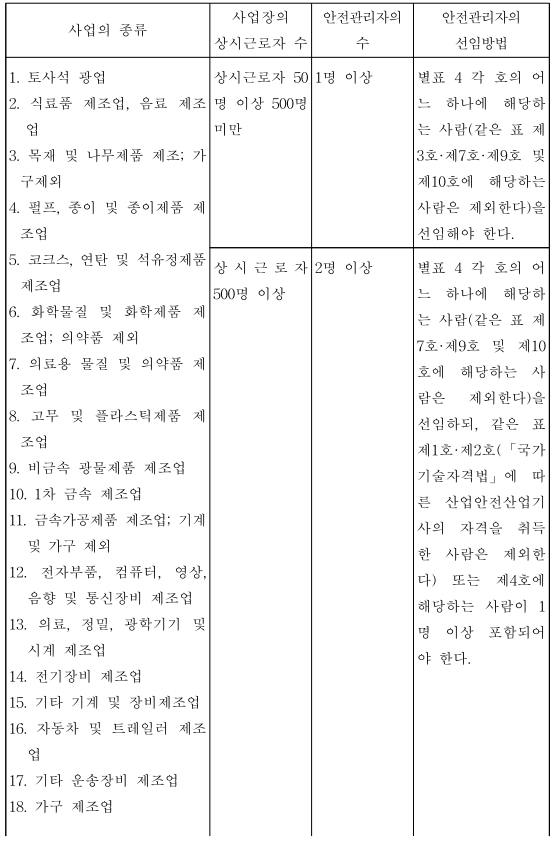 사업의 종류
사업장의
상시근로자 수
안전관리자의
수
안전관리자의
선임방법
1. 토사석 광업
2. 식료품 제조업, 음료 제조
업
3. 목재 및 나무제품 제조; 가
구제외
4. 펄프, 종이 및 종이제품 제
조업
5. 코크스, 연탄 및 석유정제품
제조업
6. 화학물질 및 화학제품 제
조업; 의약품 제외
7. 의료용 물질 및 의약품 제
조업
8. 고무 및 플라스틱제품 제
조업
9. 비금속 광물제품 제조업
10. 1차 금속 제조업
11. 금속가공제품 제조업; 기계
및 가구 제외
12. 전자부품, 컴퓨터, 영상,
음향 및 통신장비 제조업
13. 의료, 정밀, 광학기기 및
시계 제조업
14. 전기장비 제조업
15. 기타 기계 및 장비제조업
16. 자동차 및 트레일러 제조
업
17. 기타 운송장비 제조업
18. 가구 제조업
상시근로자 50
명 이상 500명
미만
1명 이상
별표 4 각 호의 어
느 하나에 해당하
는 사람(같은 표 제
3호·제7호·제9호 및
제10호에 해당하는
사람은 제외한다)을
선임해야 한다.
상 시 근 로 자
500명 이상
2명 이상
별표 4 각 호의 어
느 하나에 해당하
는 사람(같은 표 제
7호·제9호 및 제10
호에 해당하는 사
람은 제외한다)을
선임하되, 같은 표
제1호·제2호(「국가
기술자격법」에 따
른 산업안전산업기
사의 자격을 취득
한 사람은 제외한
다) 또는 제4호에
해당하는 사람이 1
명 이상 포함되어
야 한다.